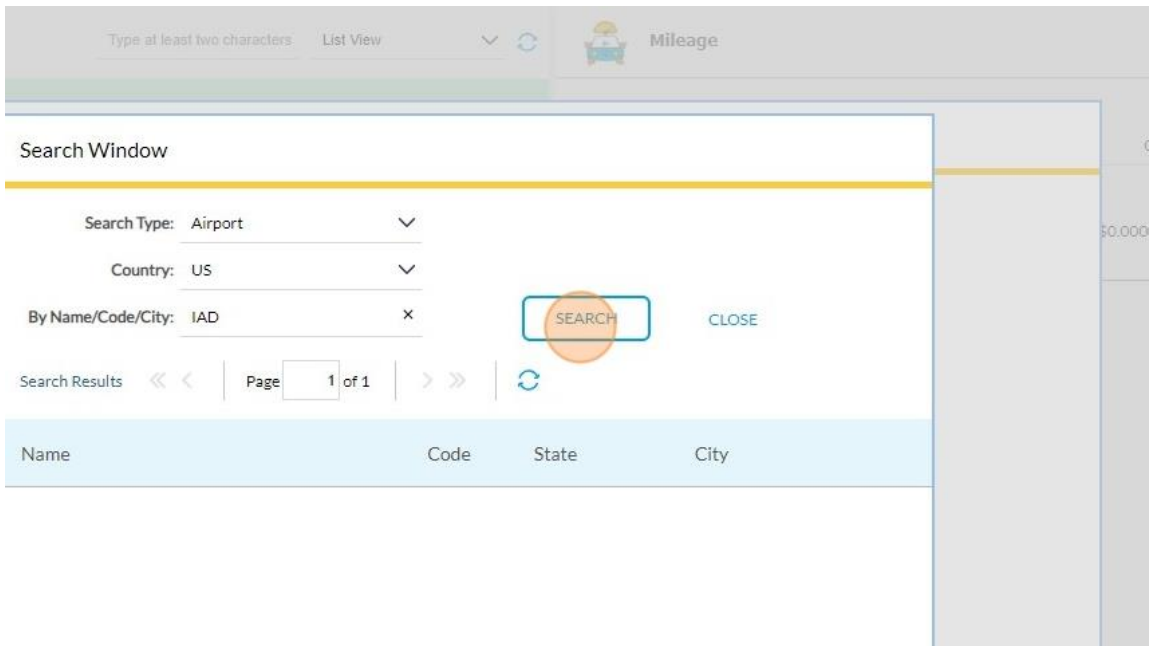 Type at least two characters List View Mileage
Search Window
Search Type: Airport
Country: US
By Name/Code/City: IAD × SEARCH CLOSE
$0.000
Search Results Page 1 of 1
Name Code State City